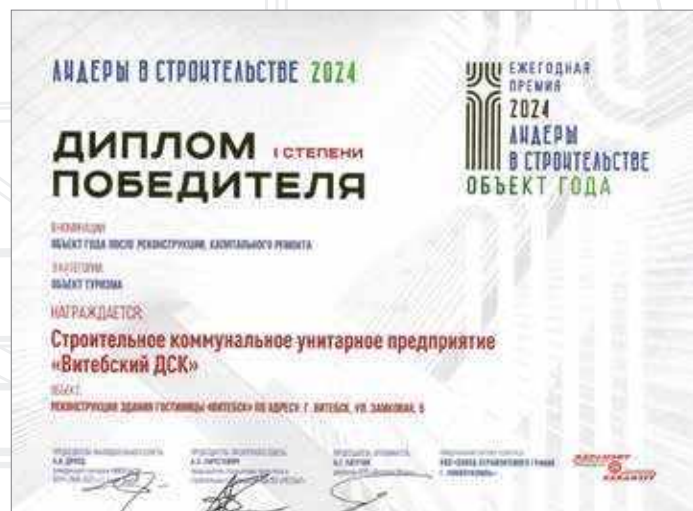 ЛИДЕРЫ В СТРОИТЕЛЬСТВЕ 2024
ЕЖЕГОДНАЯ
ПРЕМИЯ
2024
ЛИДЕРЫ
В СТРОИТЕЛЬСТВЕ
ОБЪЕКТ ГОДА
ДИПЛОМ I СТЕПЕНИ
ПОБЕДИТЕЛЯ
В НОМИНАЦИИ
ОБЪЕКТ ГОДА ПОСЛЕ РЕКОНСТРУКЦИИ, КАПИТАЛЬНОГО РЕМОНТА
В КАТЕГОРИИ
ОБЪЕКТ ТУРИЗМА
НАГРАЖДАЕТСЯ:
Строительное коммунальное унитарное предприятие
«Витебский ДСК»
ОБЪЕКТ:
РЕКОНСТРУКЦИЯ ЗДАНИЯ ГОСТИНИЦЫ «ВИТЕБСК» ПО АДРЕСУ: Г. ВИТЕБСК, УЛ. ЗАМКОВАЯ,